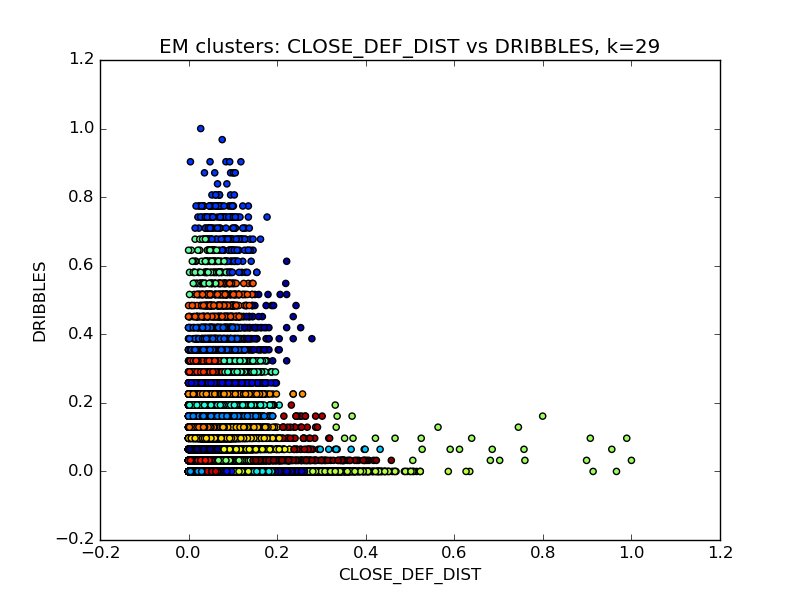 EM clusters: CLOSE_DEF_DIST vs DRIBBLES, k=29
1.2
1.0
0.8
0.6
0.4
0.2
0.0
−0.2
DRIBBLES
−0.2 0.0 0.2 0.4 0.6 0.8 1.0 1.2
CLOSE_DEF_DIST